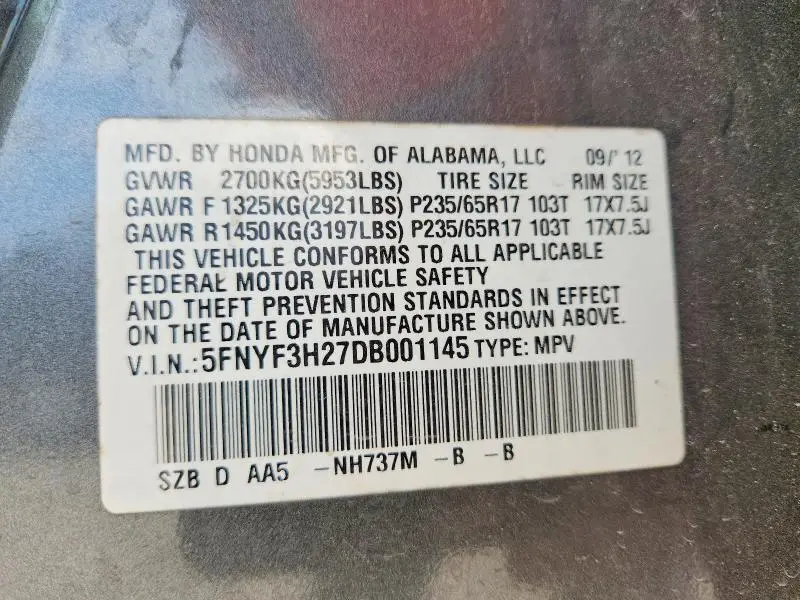 MFD. BY HONDA MFG. OF ALABAMA, LLC 09/'12
GVWR 2700KG(5953LBS) TIRE SIZE RIM SIZE
GAWR F 1325KG(2921LBS) P235/65R17 103T 17X7.5J
GAWR R 1450KG(3197LBS) P235/65R17 103T 17X7.5J
THIS VEHICLE CONFORMS TO ALL APPLICABLE
FEDERAL MOTOR VEHICLE SAFETY
AND THEFT PREVENTION STANDARDS IN EFFECT
ON THE DATE OF MANUFACTURE SHOWN ABOVE.
V.I.N.:5FNYF3H27DB001145 TYPE: MPV
SZB D AA5 -NH737M -B -B